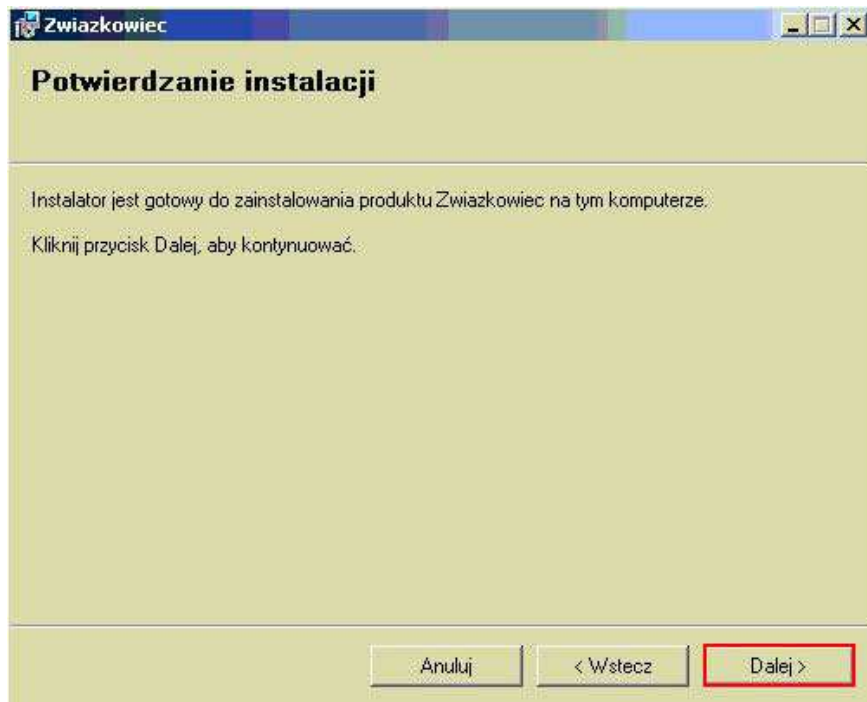 Zwiazkowiec
Potwierdzanie instalacji
Instalator jest gotowy do zainstalowania produktu Zwiazkowiec na tym komputerze.
Kliknij przycisk Dalej, aby kontynuować.
Anuluj
< Wstecz
Dalej >